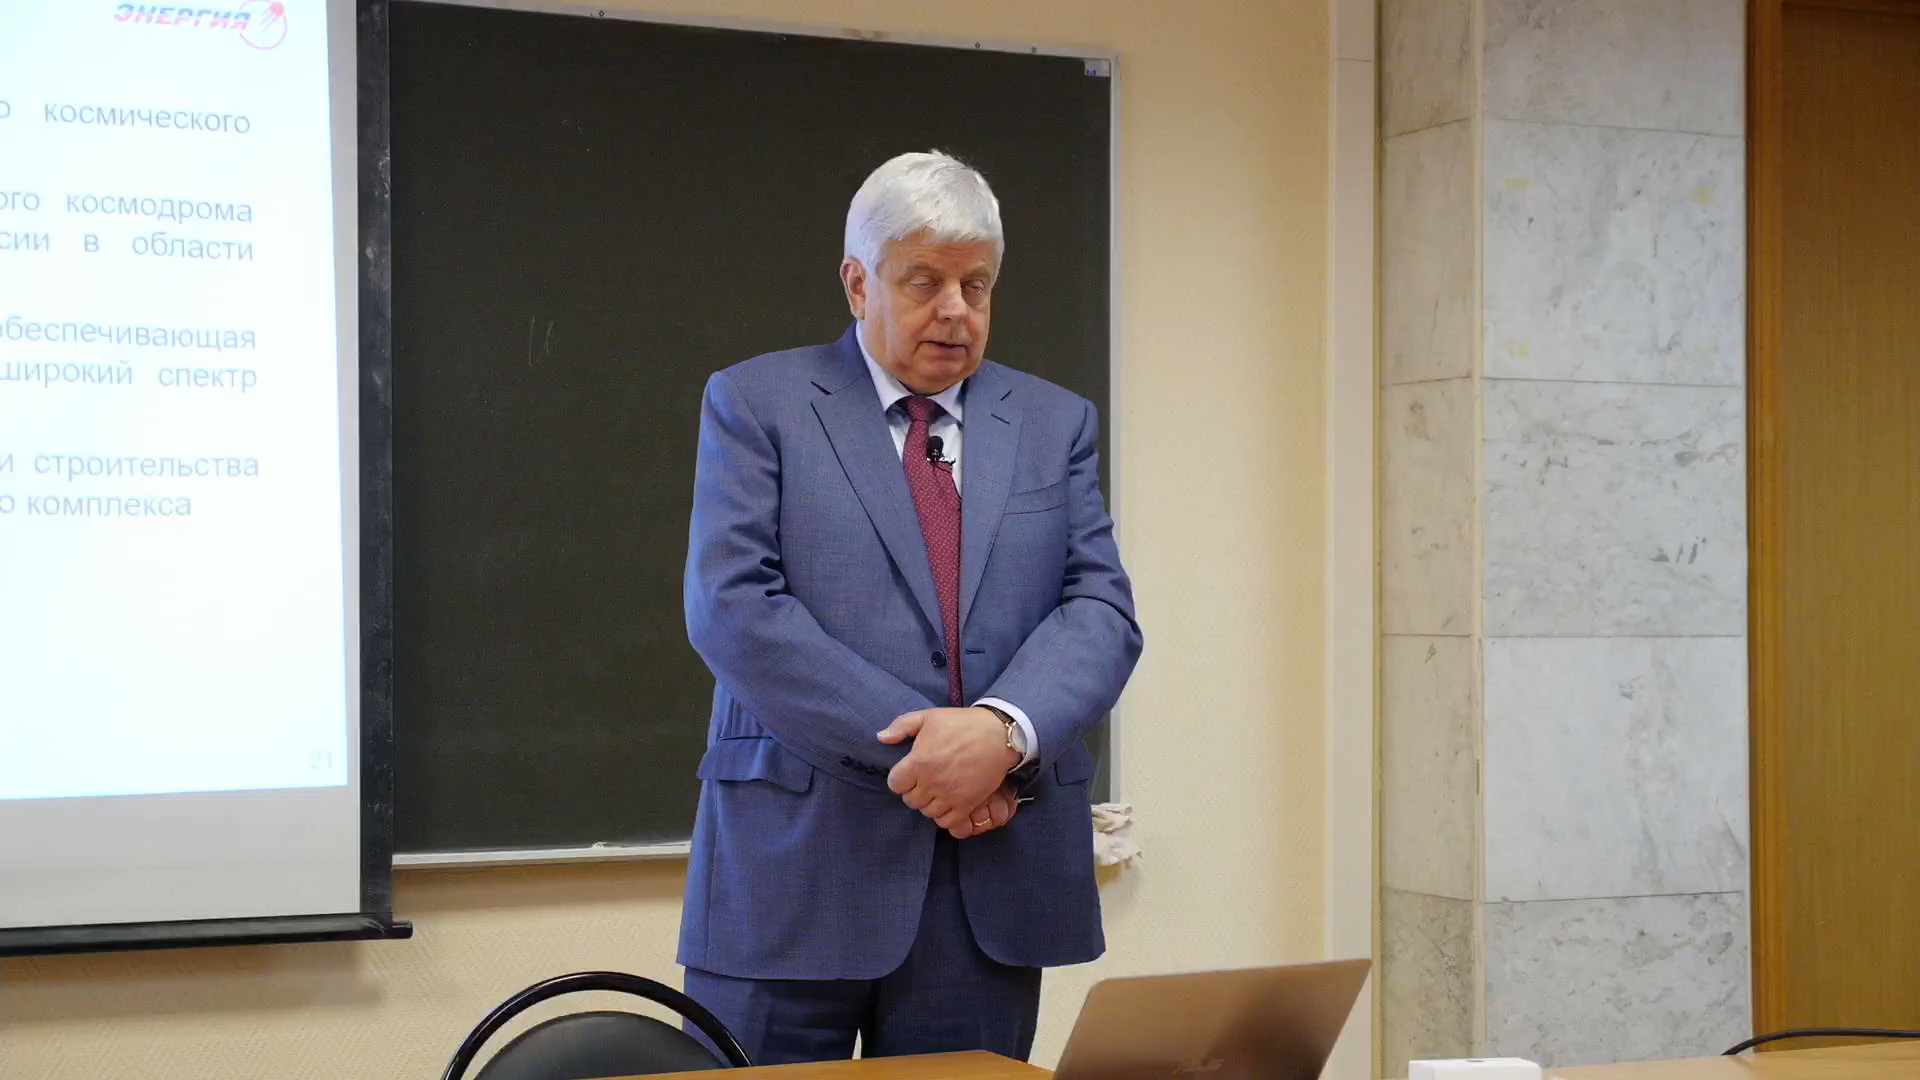 ЭНЕРГИЯ
космического
ого космодрома
сии в области
обеспечивающая
широкий спектр
и строительства
о комплекса
21